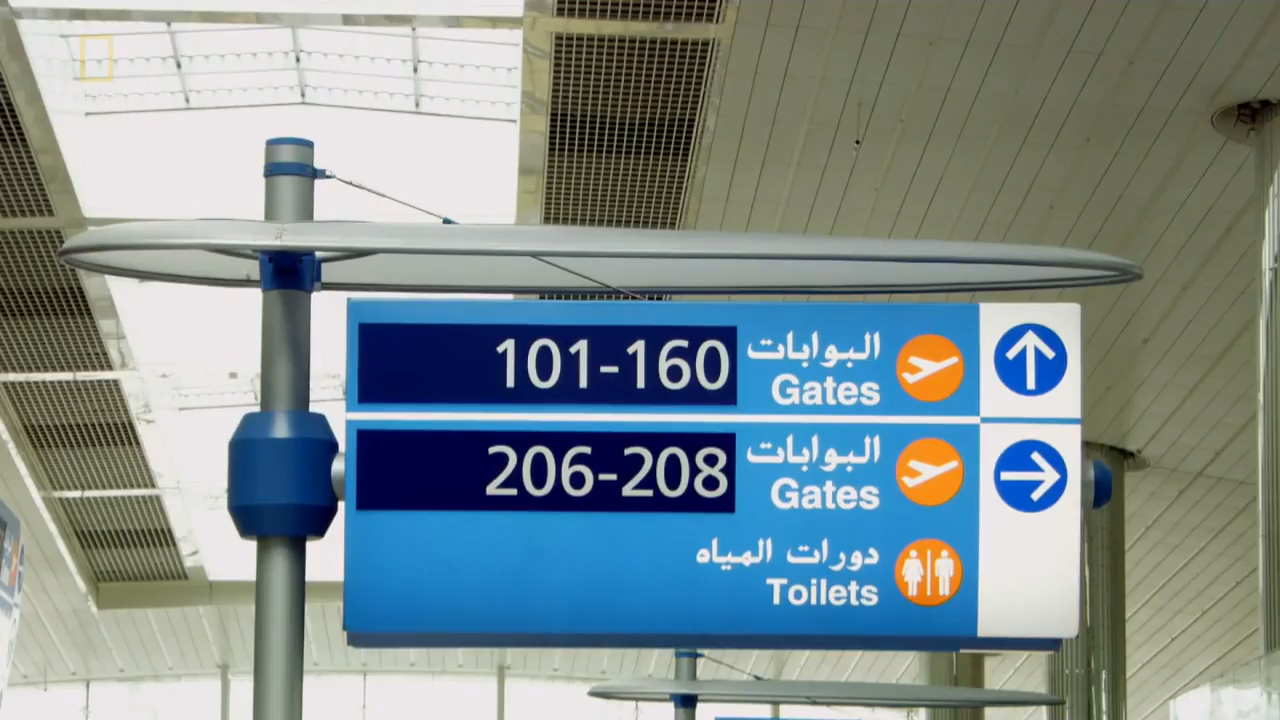 101-160
البوابات
Gates
206-208
البوابات
Gates
دورات المياه
Toilets